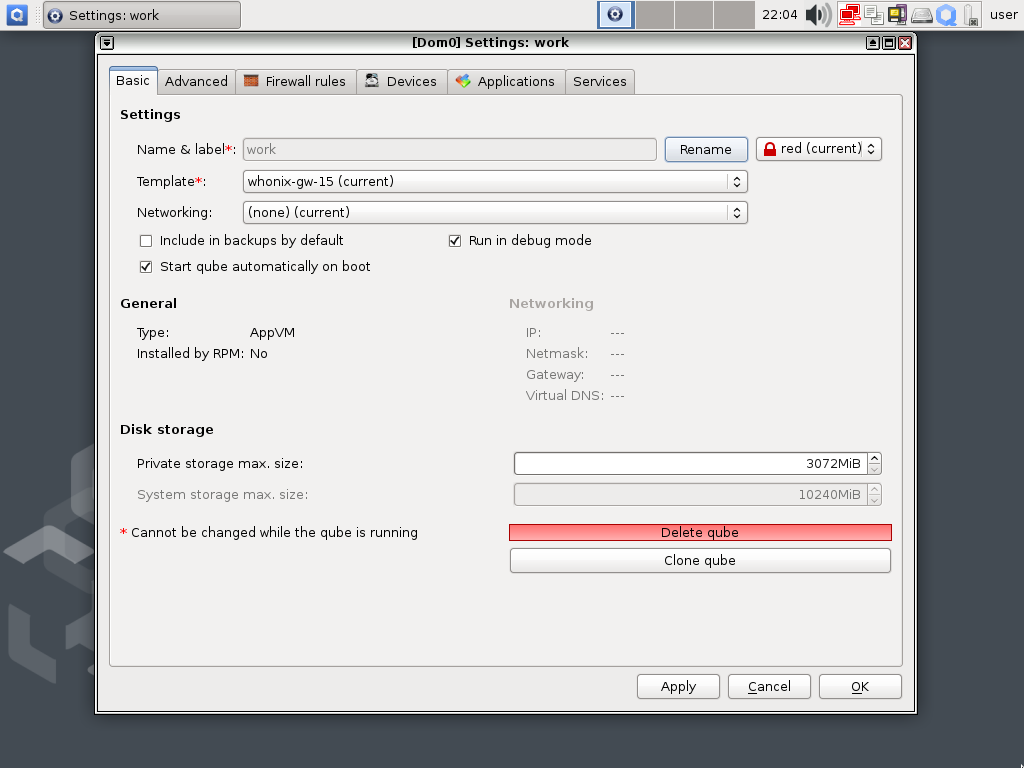 Settings: work
22:04
user
[Dom0] Settings: work
Basic Advanced Firewall rules Devices Applications Services
Settings
Name & label*: work Rename red (current)
Template*: whonix-gw-15 (current)
Networking: (none) (current)
Include in backups by default Run in debug mode
Start qube automatically on boot
General Networking
Type: AppVM IP: ---
Installed by RPM: No Netmask: ---
Gateway: ---
Virtual DNS: ---
Disk storage
Private storage max. size: 3072MiB
System storage max. size: 10240MiB
* Cannot be changed while the qube is running Delete qube
Clone qube
Apply Cancel OK